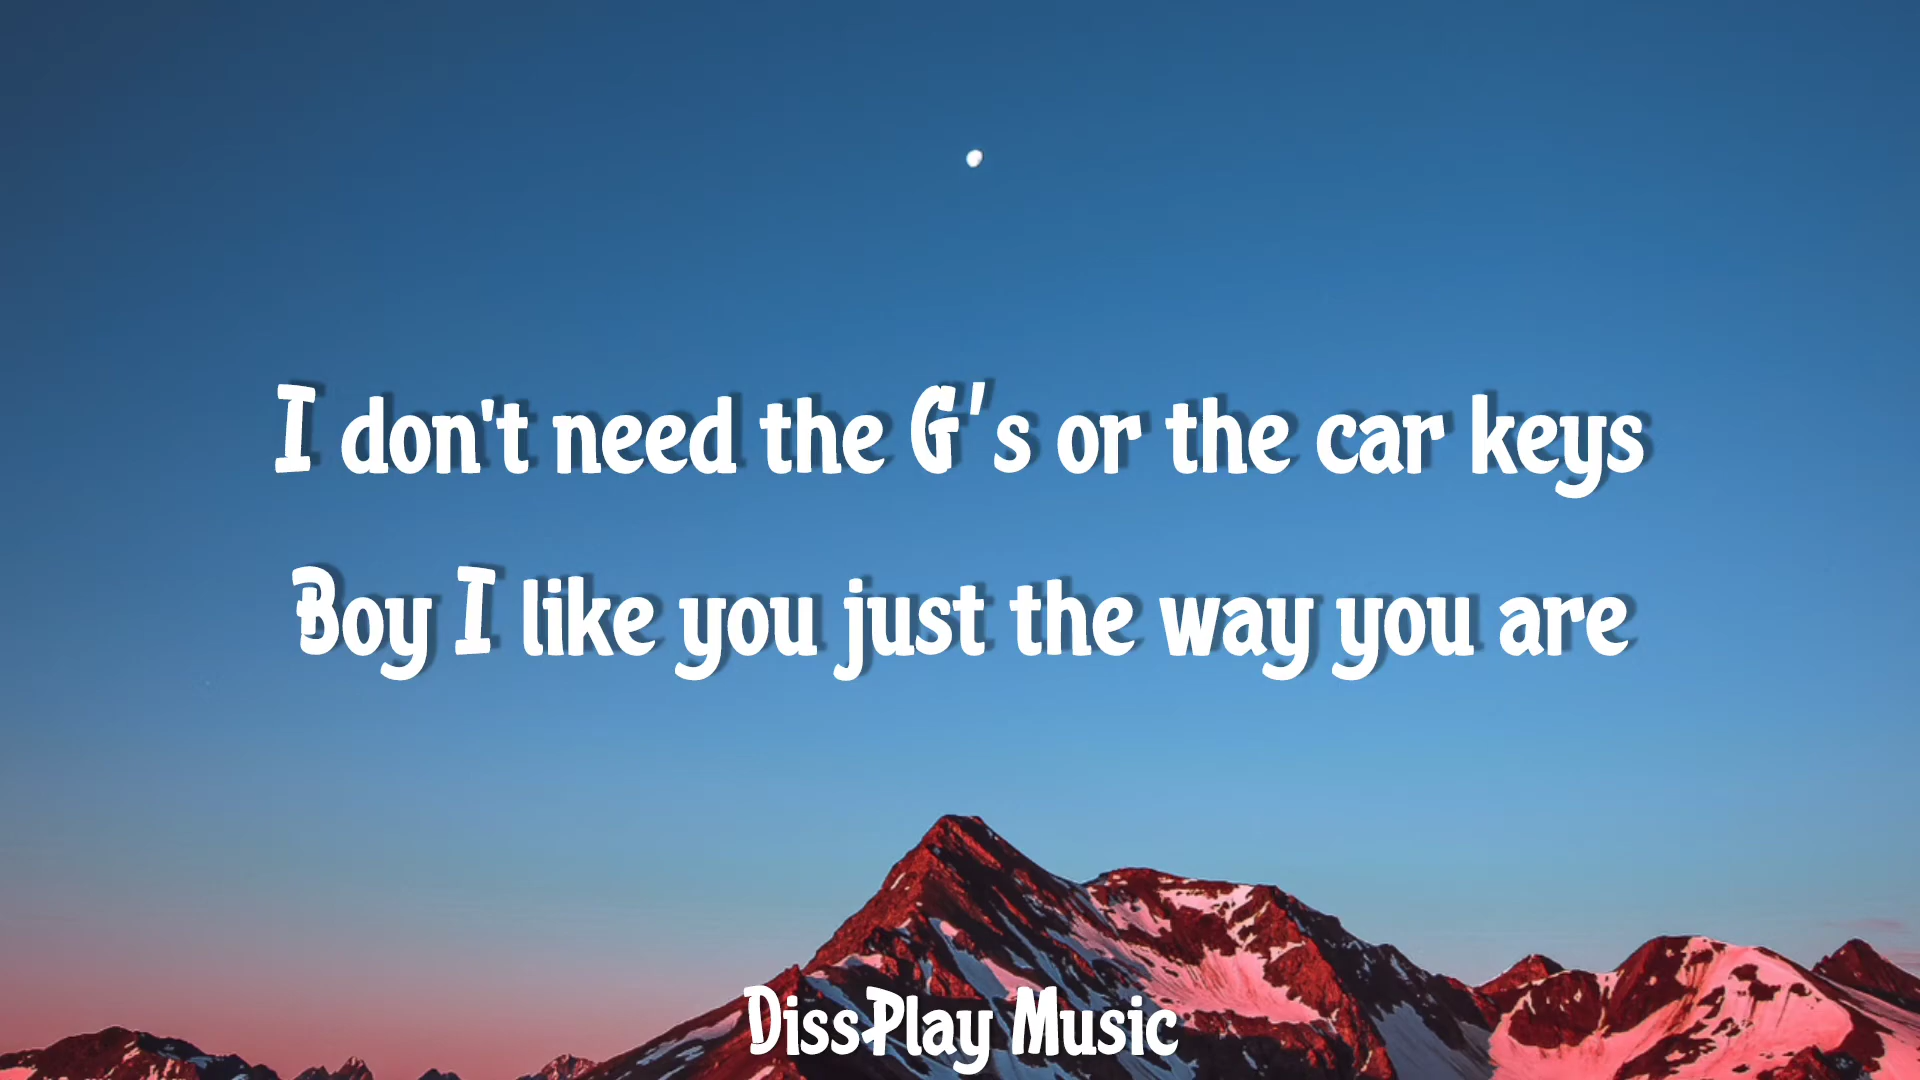 I don't need the G's or the car keys
Boy I like you just the way you are
DissPlay Music